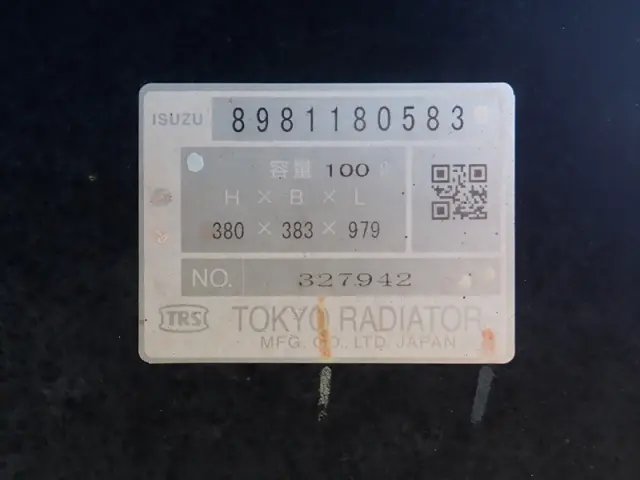 ISUZU 8981180583
容量 100 ℓ
H × B × L
380 × 383 × 979
NO. 327942
TRS TOKYO RADIATOR
MFG. CO., LTD. JAPAN